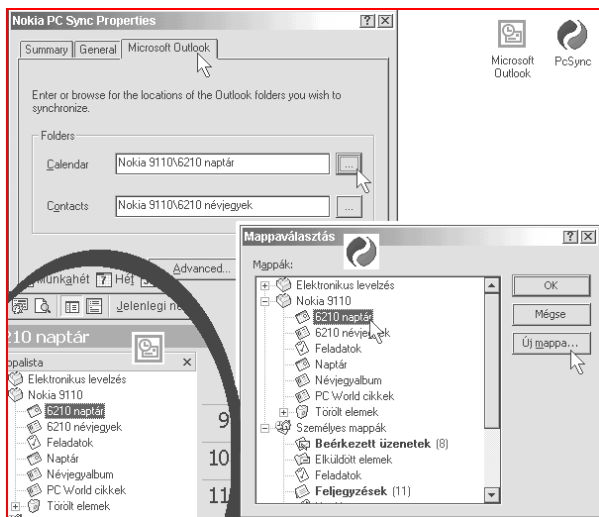 Nokia PC Sync Properties
Summary General Microsoft Outlook
Enter or browse for the locations of the Outlook folders you wish to
synchronize.
Folders
Calendar Nokia 9110\6210 naptár ...
Contacts Nokia 9110\6210 névjegyek ...
Advanced...
Microsoft
Outlook
PcSync
Munkahét 7 Hét
Jelenlegi
210 naptár
opalista
Elektronikus levelzés
Nokia 9110
6210 naptár
6210 névjegyek
Feladatok
Naptár
Névjegyalbum
PC World cikkek
Törölt elemek
9
10
11
Mappaválasztás
Mappák:
Elektronikus levelezés
Nokia 9110
6210 naptár
6210 névjegyek
Feladatok
Naptár
Névjegyalbum
PC World cikkek
Törölt elemek
Személyes mappák
Beérkezett üzenetek (8)
Elküldött elemek
Feladatok
Feljegyzések (11)
OK
Mégse
Új mappa...